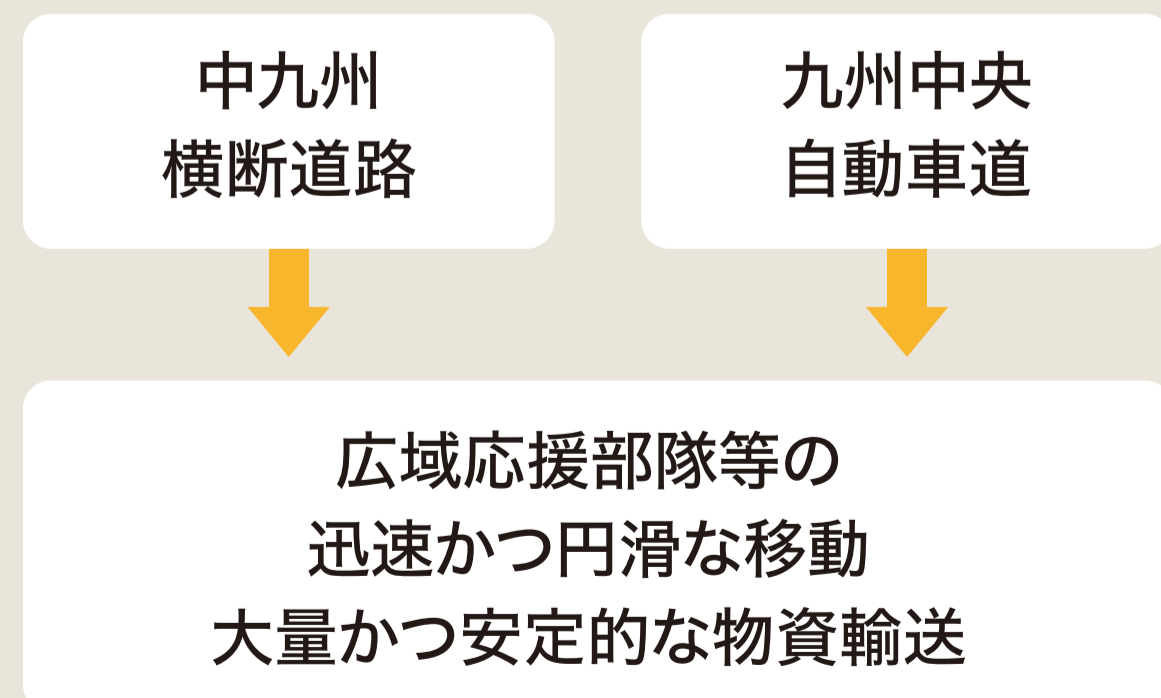 中九州
横断道路
九州中央
自動車道
広域応援部隊等の
迅速かつ円滑な移動
大量かつ安定的な物資輸送